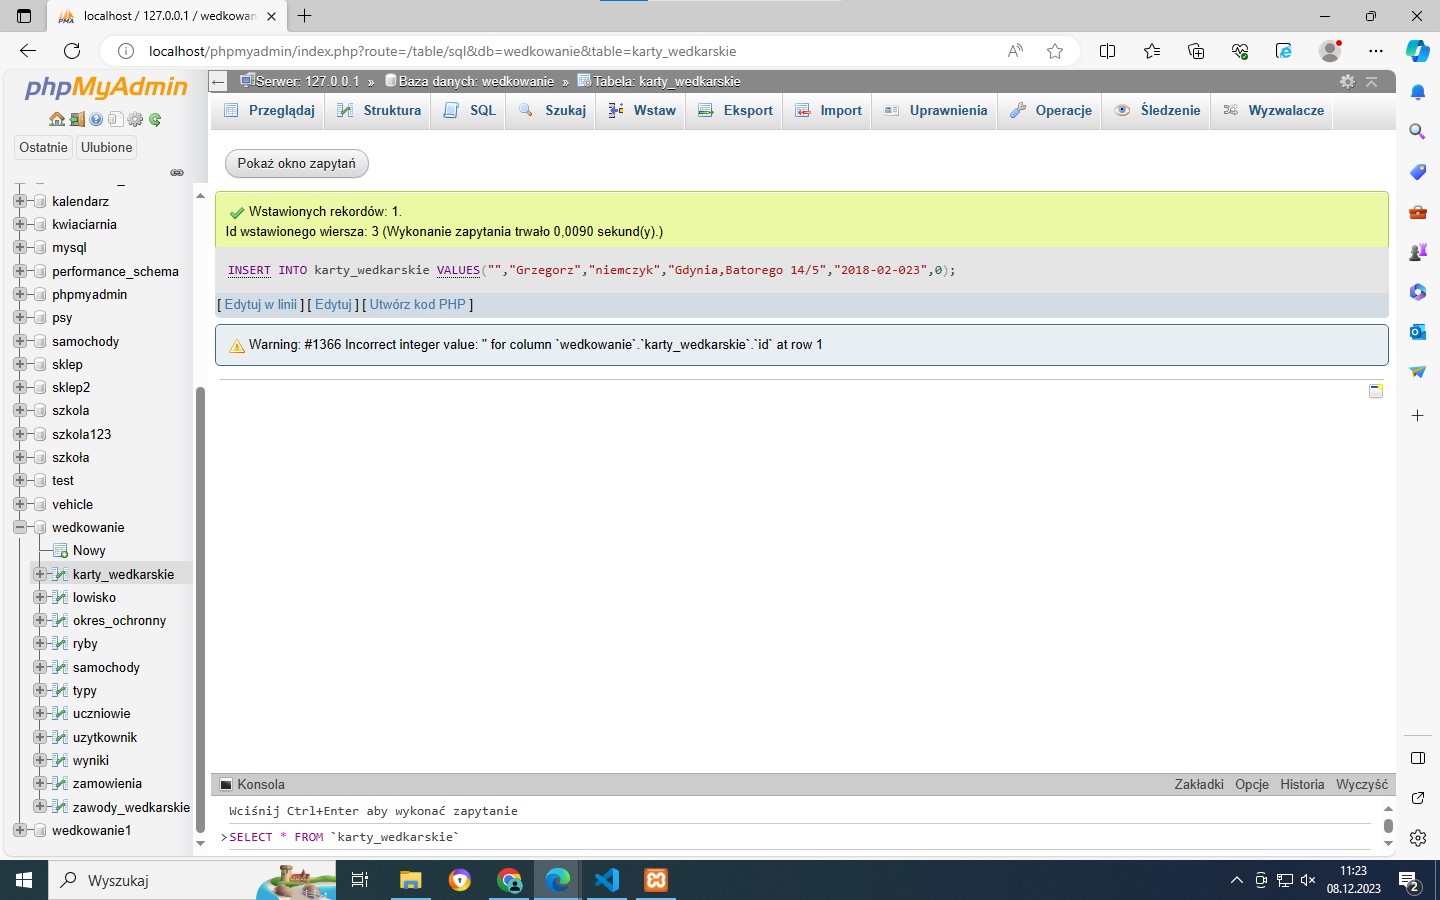 localhost / 127.0.0.1 / wedkowan
localhost/phpmyadmin/index.php?route=/table/sql&db=wedkowanie&table=karty_wedkarskie
phpMyAdmin
Ostatnie
Ulubione
kalendarz
kwiaciarnia
mysql
performance_schema
phpmyadmin
psy
samochody
sklep
sklep2
szkola
szkola123
szkoła
test
vehicle
wedkowanie
Nowy
karty_wedkarskie
lowisko
okres_ochronny
ryby
samochody
typy
uczniowie
uzytkownik
wyniki
zamowienia
zawody_wedkarskie
wedkowanie1
Serwer: 127.0.0.1 » Baza danych: wedkowanie » Tabela: karty_wedkarskie
Przeglądaj Struktura SQL Szukaj Wstaw Eksport Import Uprawnienia Operacje Śledzenie Wyzwalacze
Pokaż okno zapytań
Wstawionych rekordów: 1.
Id wstawionego wiersza: 3 (Wykonanie zapytania trwało 0,0090 sekund(y).)
INSERT INTO karty_wedkarskie VALUES("","Grzegorz","niemczyk","Gdynia,Batorego 14/5","2018-02-023",0);
[ Edytuj w linii ] [ Edytuj ] [ Utwórz kod PHP ]
Warning: #1366 Incorrect integer value: '' for column `wedkowanie`.`karty_wedkarskie`.`id` at row 1
Konsola
Zakładki Opcje Historia Wyczyść
Wciśnij Ctrl+Enter aby wykonać zapytanie
>SELECT * FROM `karty_wedkarskie`
Wyszukaj
11:23
08.12.2023
2